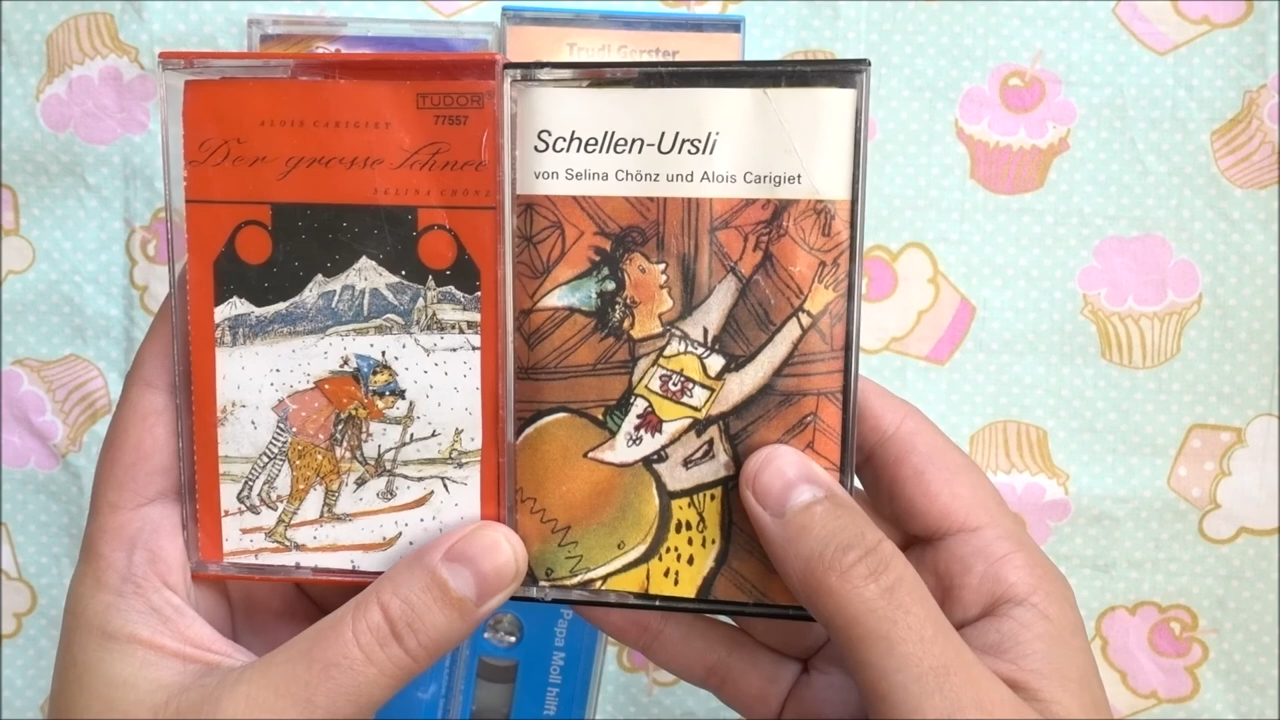 Trudi Gerster
TUDOR
77557
ALOIS CARIGIET
Der grosse Schnee
SELINA CHÖNZ
Schellen-Ursli
von Selina Chönz und Alois Carigiet
Papa Moll hilft